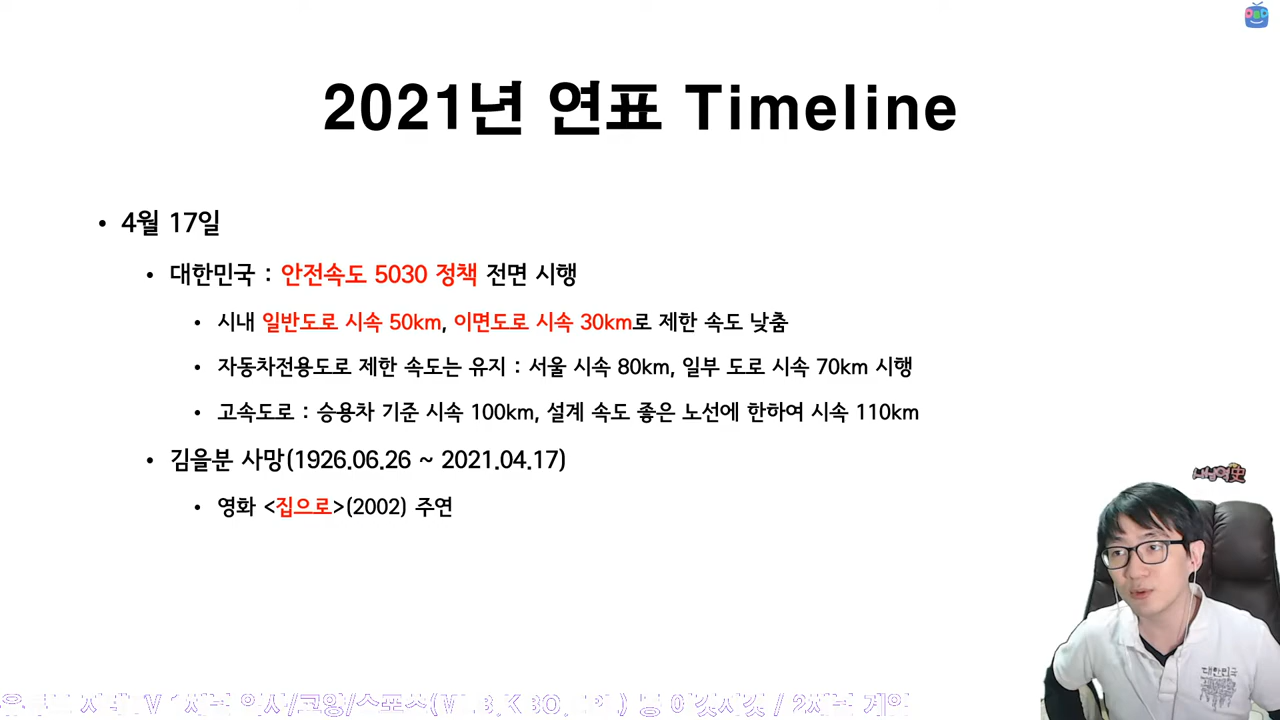 2021년 연표 Timeline
• 4월 17일
• 대한민국 : 안전속도 5030 정책 전면 시행
• 시내 일반도로 시속 50km, 이면도로 시속 30km로 제한 속도 낮춤
• 자동차전용도로 제한 속도는 유지 : 서울 시속 80km, 일부 도로 시속 70km 시행
• 고속도로 : 승용차 기준 시속 100km, 설계 속도 좋은 노선에 한하여 시속 110km
• 김을분 사망(1926.06.26 ~ 2021.04.17)
• 영화 <집으로>(2002) 주연
대한민국